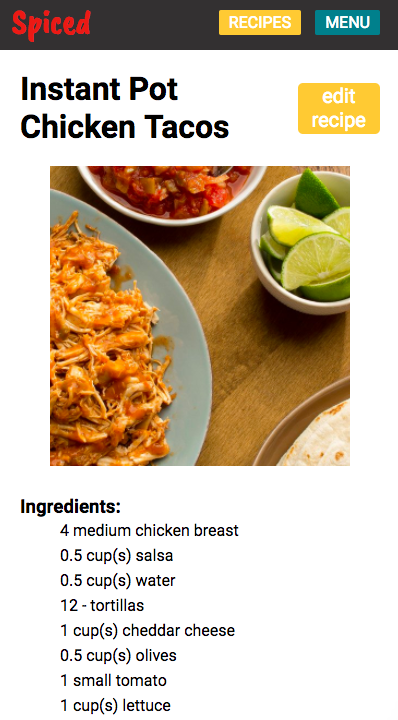 Spiced
RECIPES
MENU
Instant Pot
Chicken Tacos
edit
recipe
Ingredients:
4 medium chicken breast
0.5 cup(s) salsa
0.5 cup(s) water
12 - tortillas
1 cup(s) cheddar cheese
0.5 cup(s) olives
1 small tomato
1 cup(s) lettuce